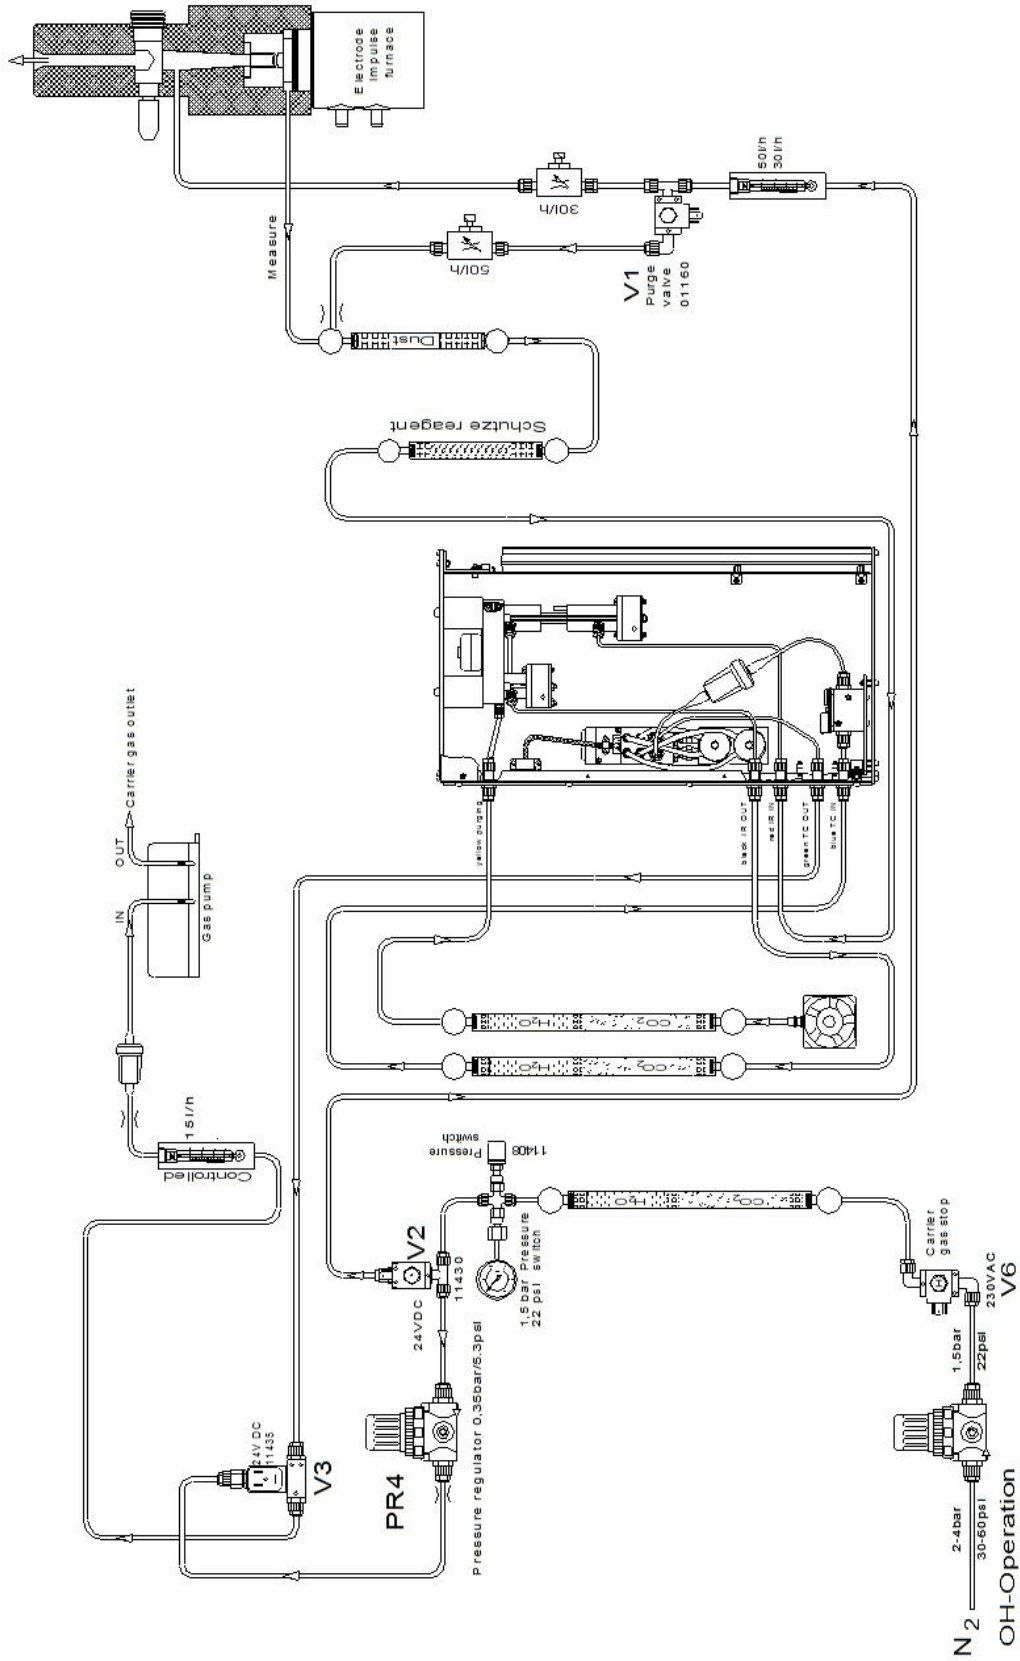 Electrode
impulse
furnace
Measure
50l/h
30l/h
30l/h
50l/h
V1
Purge
valve
01160
Dust
Schutze reagent
Carrier gas outlet
OUT
IN
Gas pump
yellow purging
black IR OUT
red IR IN
green TC OUT
blue TC IN
H2O
CO2
H2O
CO2
15l/h
Controlled
Pressure
switch
11408
H2O
CO2
V2
11430
24VDC
1,5 bar Pressure
22 psi switch
Carrier
gas stop
230VAC
V6
1,5bar
22psi
24V DC
11435
V3
PR4
Pressure regulator 0,35bar/5.3psi
2-4bar
30-60psi
N2
OH-Operation